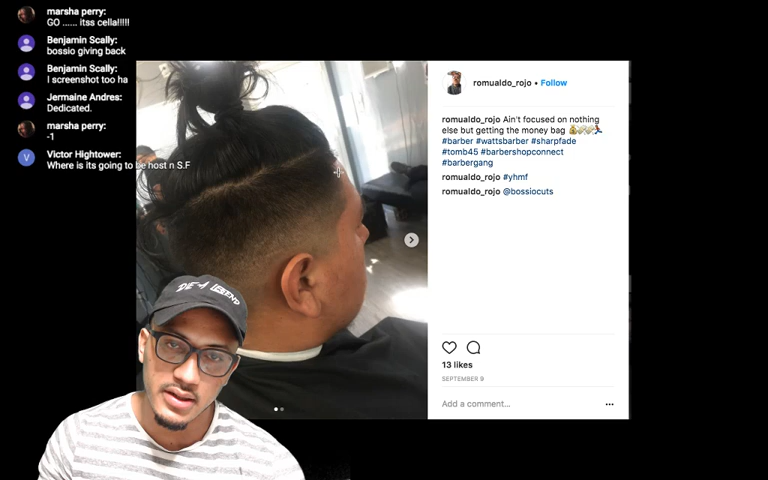 marsha perry:
GO ...... itss cella!!!!!
Benjamin Scally:
bossio giving back
Benjamin Scally:
I screenshot too ha
Jermaine Andres:
Dedicated.
marsha perry:
-1
V
Victor Hightower:
Where is its going to be host n S.F
DE-A LEGEND
romualdo_rojo • Follow
romualdo_rojo Ain't focused on nothing
else but getting the money bag 💰💸💸🏃
#barber #wattsbarber #sharpfade
#tomb45 #barbershopconnect
#barbergang
romualdo_rojo #yhmf
romualdo_rojo @bossiocuts
13 likes
SEPTEMBER 9
Add a comment...